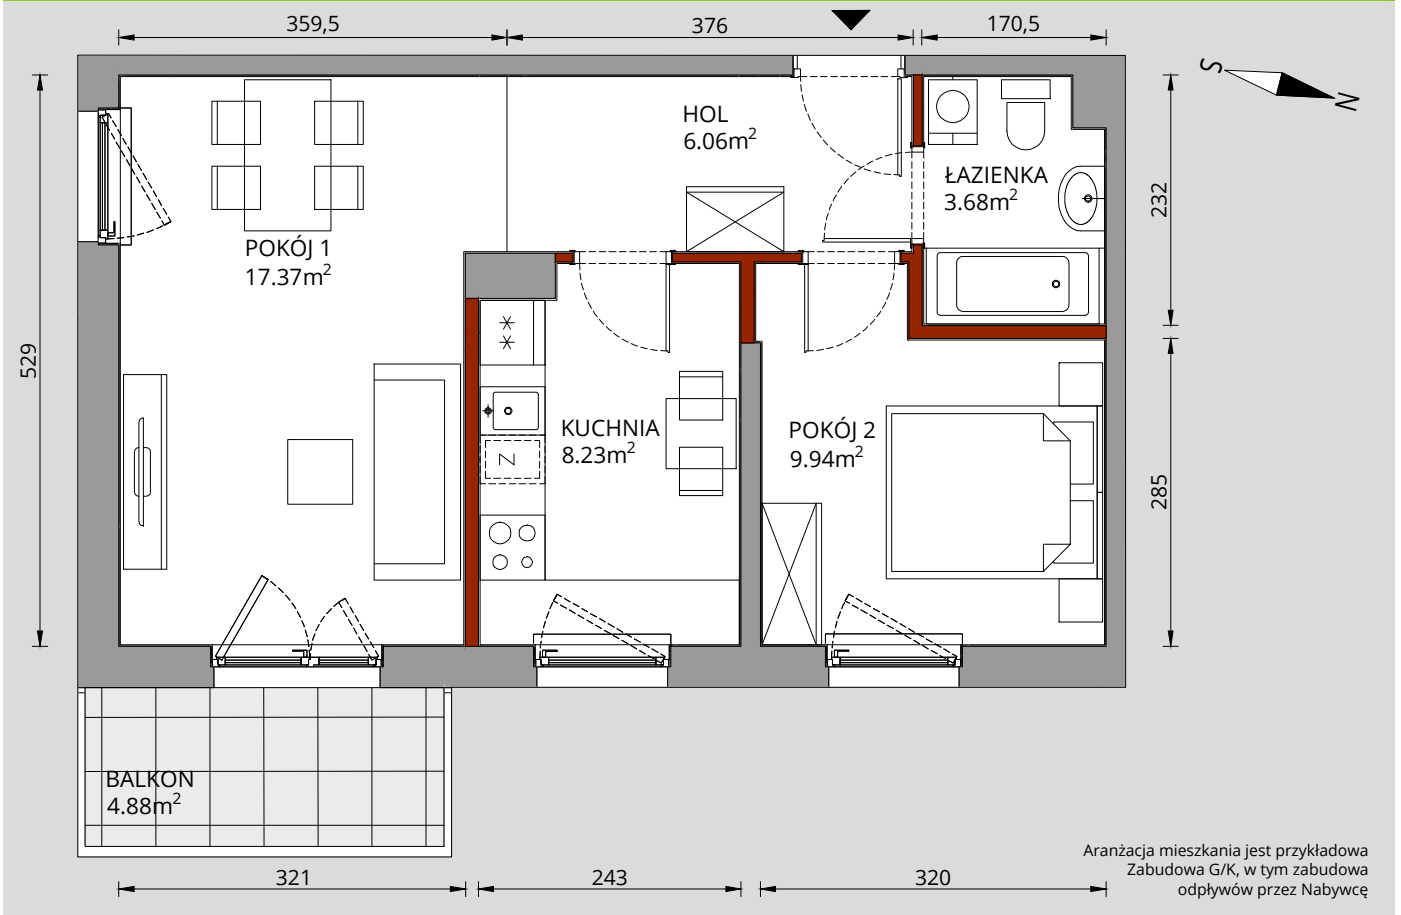 359,5
376
170,5
S
N
HOL
6.06m²
ŁAZIENKA
3.68m²
232
POKÓJ 1
17.37m²
529
KUCHNIA
8.23m²
Z
POKÓJ 2
9.94m²
285
BALKON
4.88m²
Aranżacja mieszkania jest przykładowa
Zabudowa G/K, w tym zabudowa
odpływów przez Nabywcę
321
243
320